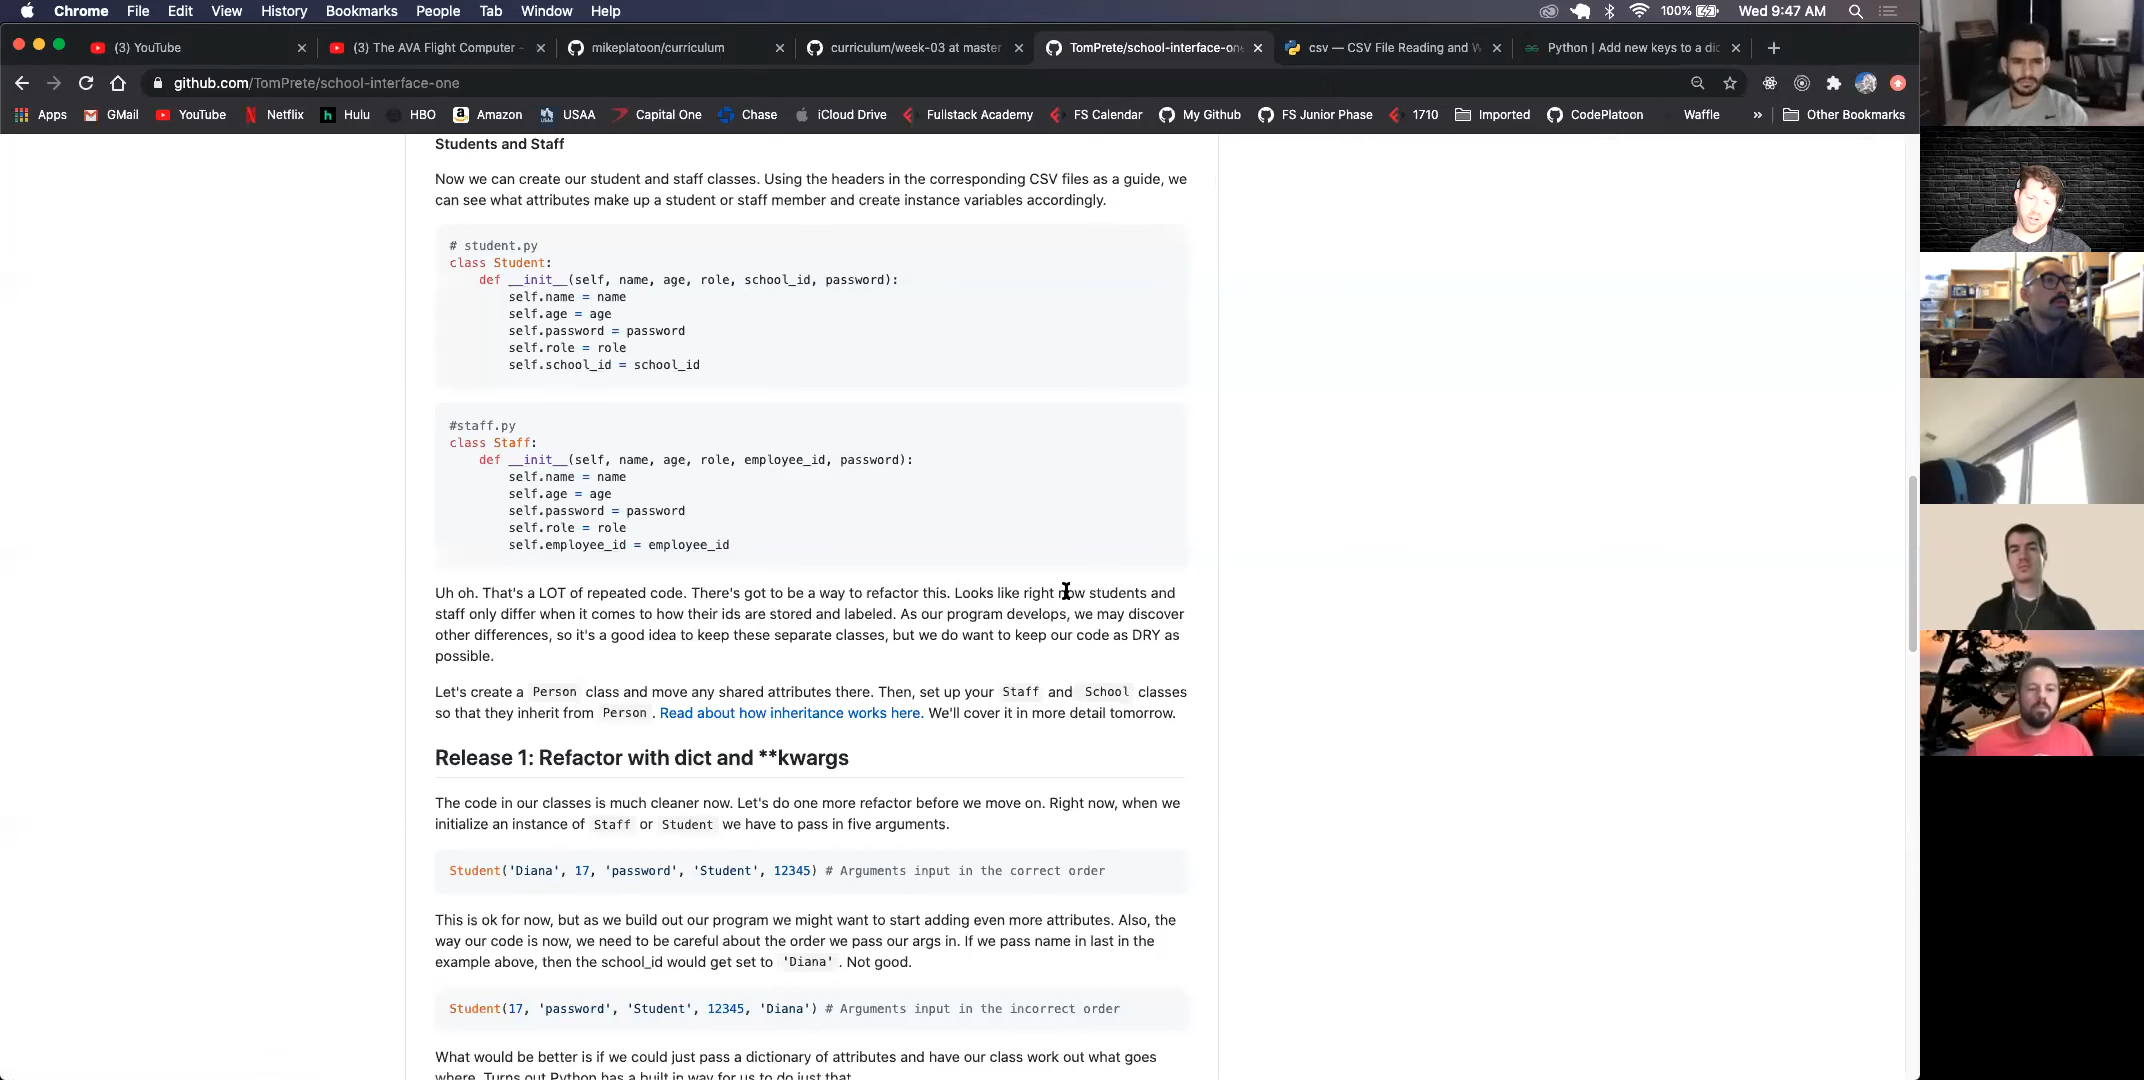 Chrome File Edit View History Bookmarks People Tab Window Help 100% Wed 9:47 AM
(3) YouTube (3) The AVA Flight Computer - mikeplatoon/curriculum curriculum/week-03 at master TomPrete/school-interface-one csv — CSV File Reading and W Python | Add new keys to a dic
github.com/TomPrete/school-interface-one
Apps GMail YouTube Netflix Hulu HBO Amazon USAA Capital One Chase iCloud Drive Fullstack Academy FS Calendar My Github FS Junior Phase 1710 Imported CodePlatoon Waffle » Other Bookmarks
Students and Staff
Now we can create our student and staff classes. Using the headers in the corresponding CSV files as a guide, we
can see what attributes make up a student or staff member and create instance variables accordingly.
# student.py
class Student:
def __init__(self, name, age, role, school_id, password):
self.name = name
self.age = age
self.password = password
self.role = role
self.school_id = school_id
#staff.py
class Staff:
def __init__(self, name, age, role, employee_id, password):
self.name = name
self.age = age
self.password = password
self.role = role
self.employee_id = employee_id
Uh oh. That's a LOT of repeated code. There's got to be a way to refactor this. Looks like right now students and
staff only differ when it comes to how their ids are stored and labeled. As our program develops, we may discover
other differences, so it's a good idea to keep these separate classes, but we do want to keep our code as DRY as
possible.
Let's create a Person class and move any shared attributes there. Then, set up your Staff and School classes
so that they inherit from Person . Read about how inheritance works here. We'll cover it in more detail tomorrow.
Release 1: Refactor with dict and **kwargs
The code in our classes is much cleaner now. Let's do one more refactor before we move on. Right now, when we
initialize an instance of Staff or Student we have to pass in five arguments.
Student('Diana', 17, 'password', 'Student', 12345) # Arguments input in the correct order
This is ok for now, but as we build out our program we might want to start adding even more attributes. Also, the
way our code is now, we need to be careful about the order we pass our args in. If we pass name in last in the
example above, then the school_id would get set to 'Diana' . Not good.
Student(17, 'password', 'Student', 12345, 'Diana') # Arguments input in the incorrect order
What would be better is if we could just pass a dictionary of attributes and have our class work out what goes
where. Turns out Python has a built in way for us to do just that.